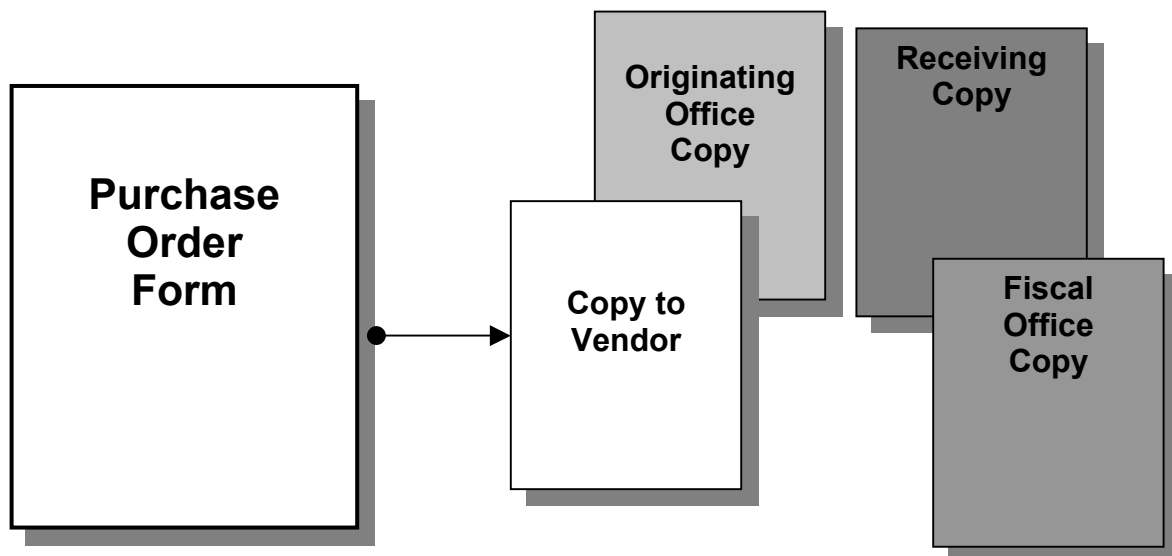 Purchase
Order
Form
Originating
Office
Copy
Copy to
Vendor
Receiving
Copy
Fiscal
Office
Copy